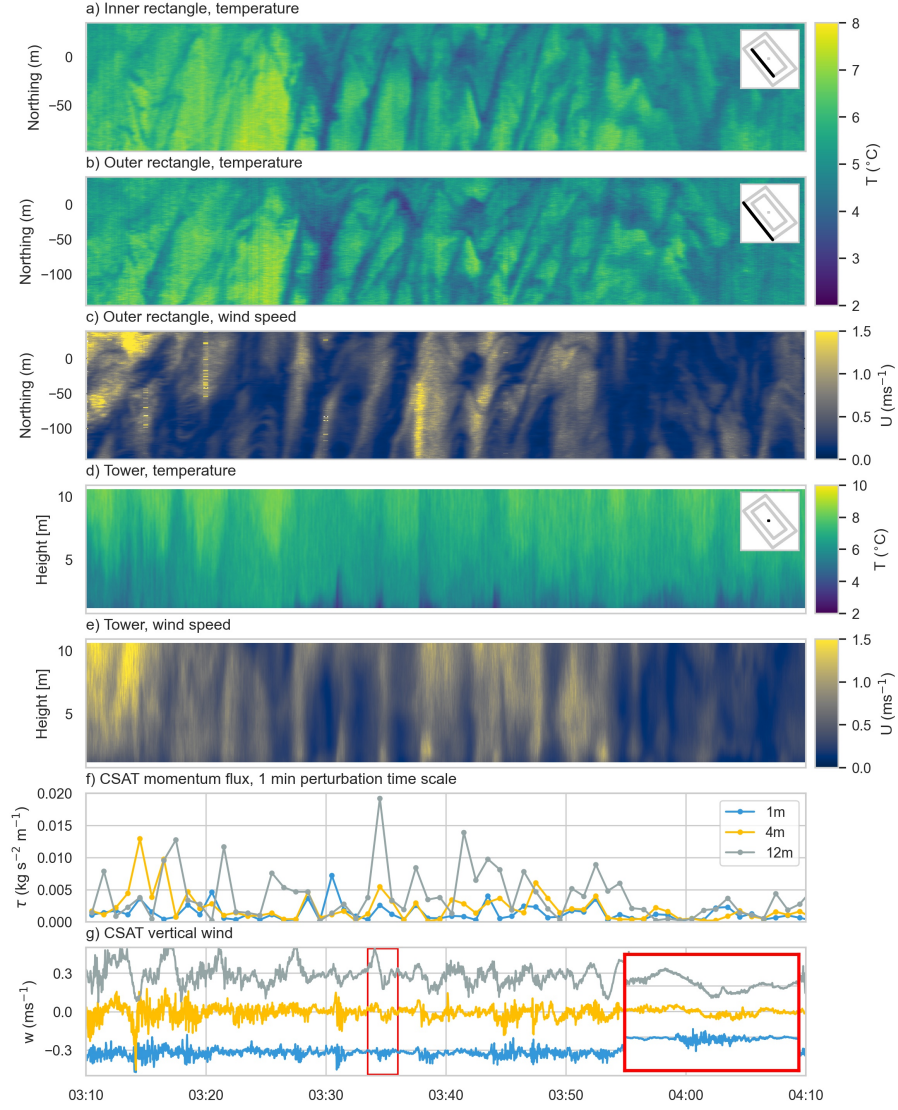 a) Inner rectangle, temperature
Northing (m)
0
−50
b) Outer rectangle, temperature
Northing (m)
0
−50
−100
8
7
6
5
4
3
2
T (°C)
c) Outer rectangle, wind speed
Northing (m)
0
−50
−100
1.5
1.0
0.5
0.0
U (ms⁻¹)
d) Tower, temperature
Height [m]
10
5
10
8
6
4
2
T (°C)
e) Tower, wind speed
Height [m]
10
5
1.5
1.0
0.5
0.0
U (ms⁻¹)
f) CSAT momentum flux, 1 min perturbation time scale
τ (kg s⁻² m⁻¹)
0.020
0.015
0.010
0.005
0.000
1m
4m
12m
g) CSAT vertical wind
w (ms⁻¹)
0.3
0.0
−0.3
03:10 03:20 03:30 03:40 03:50 04:00 04:10